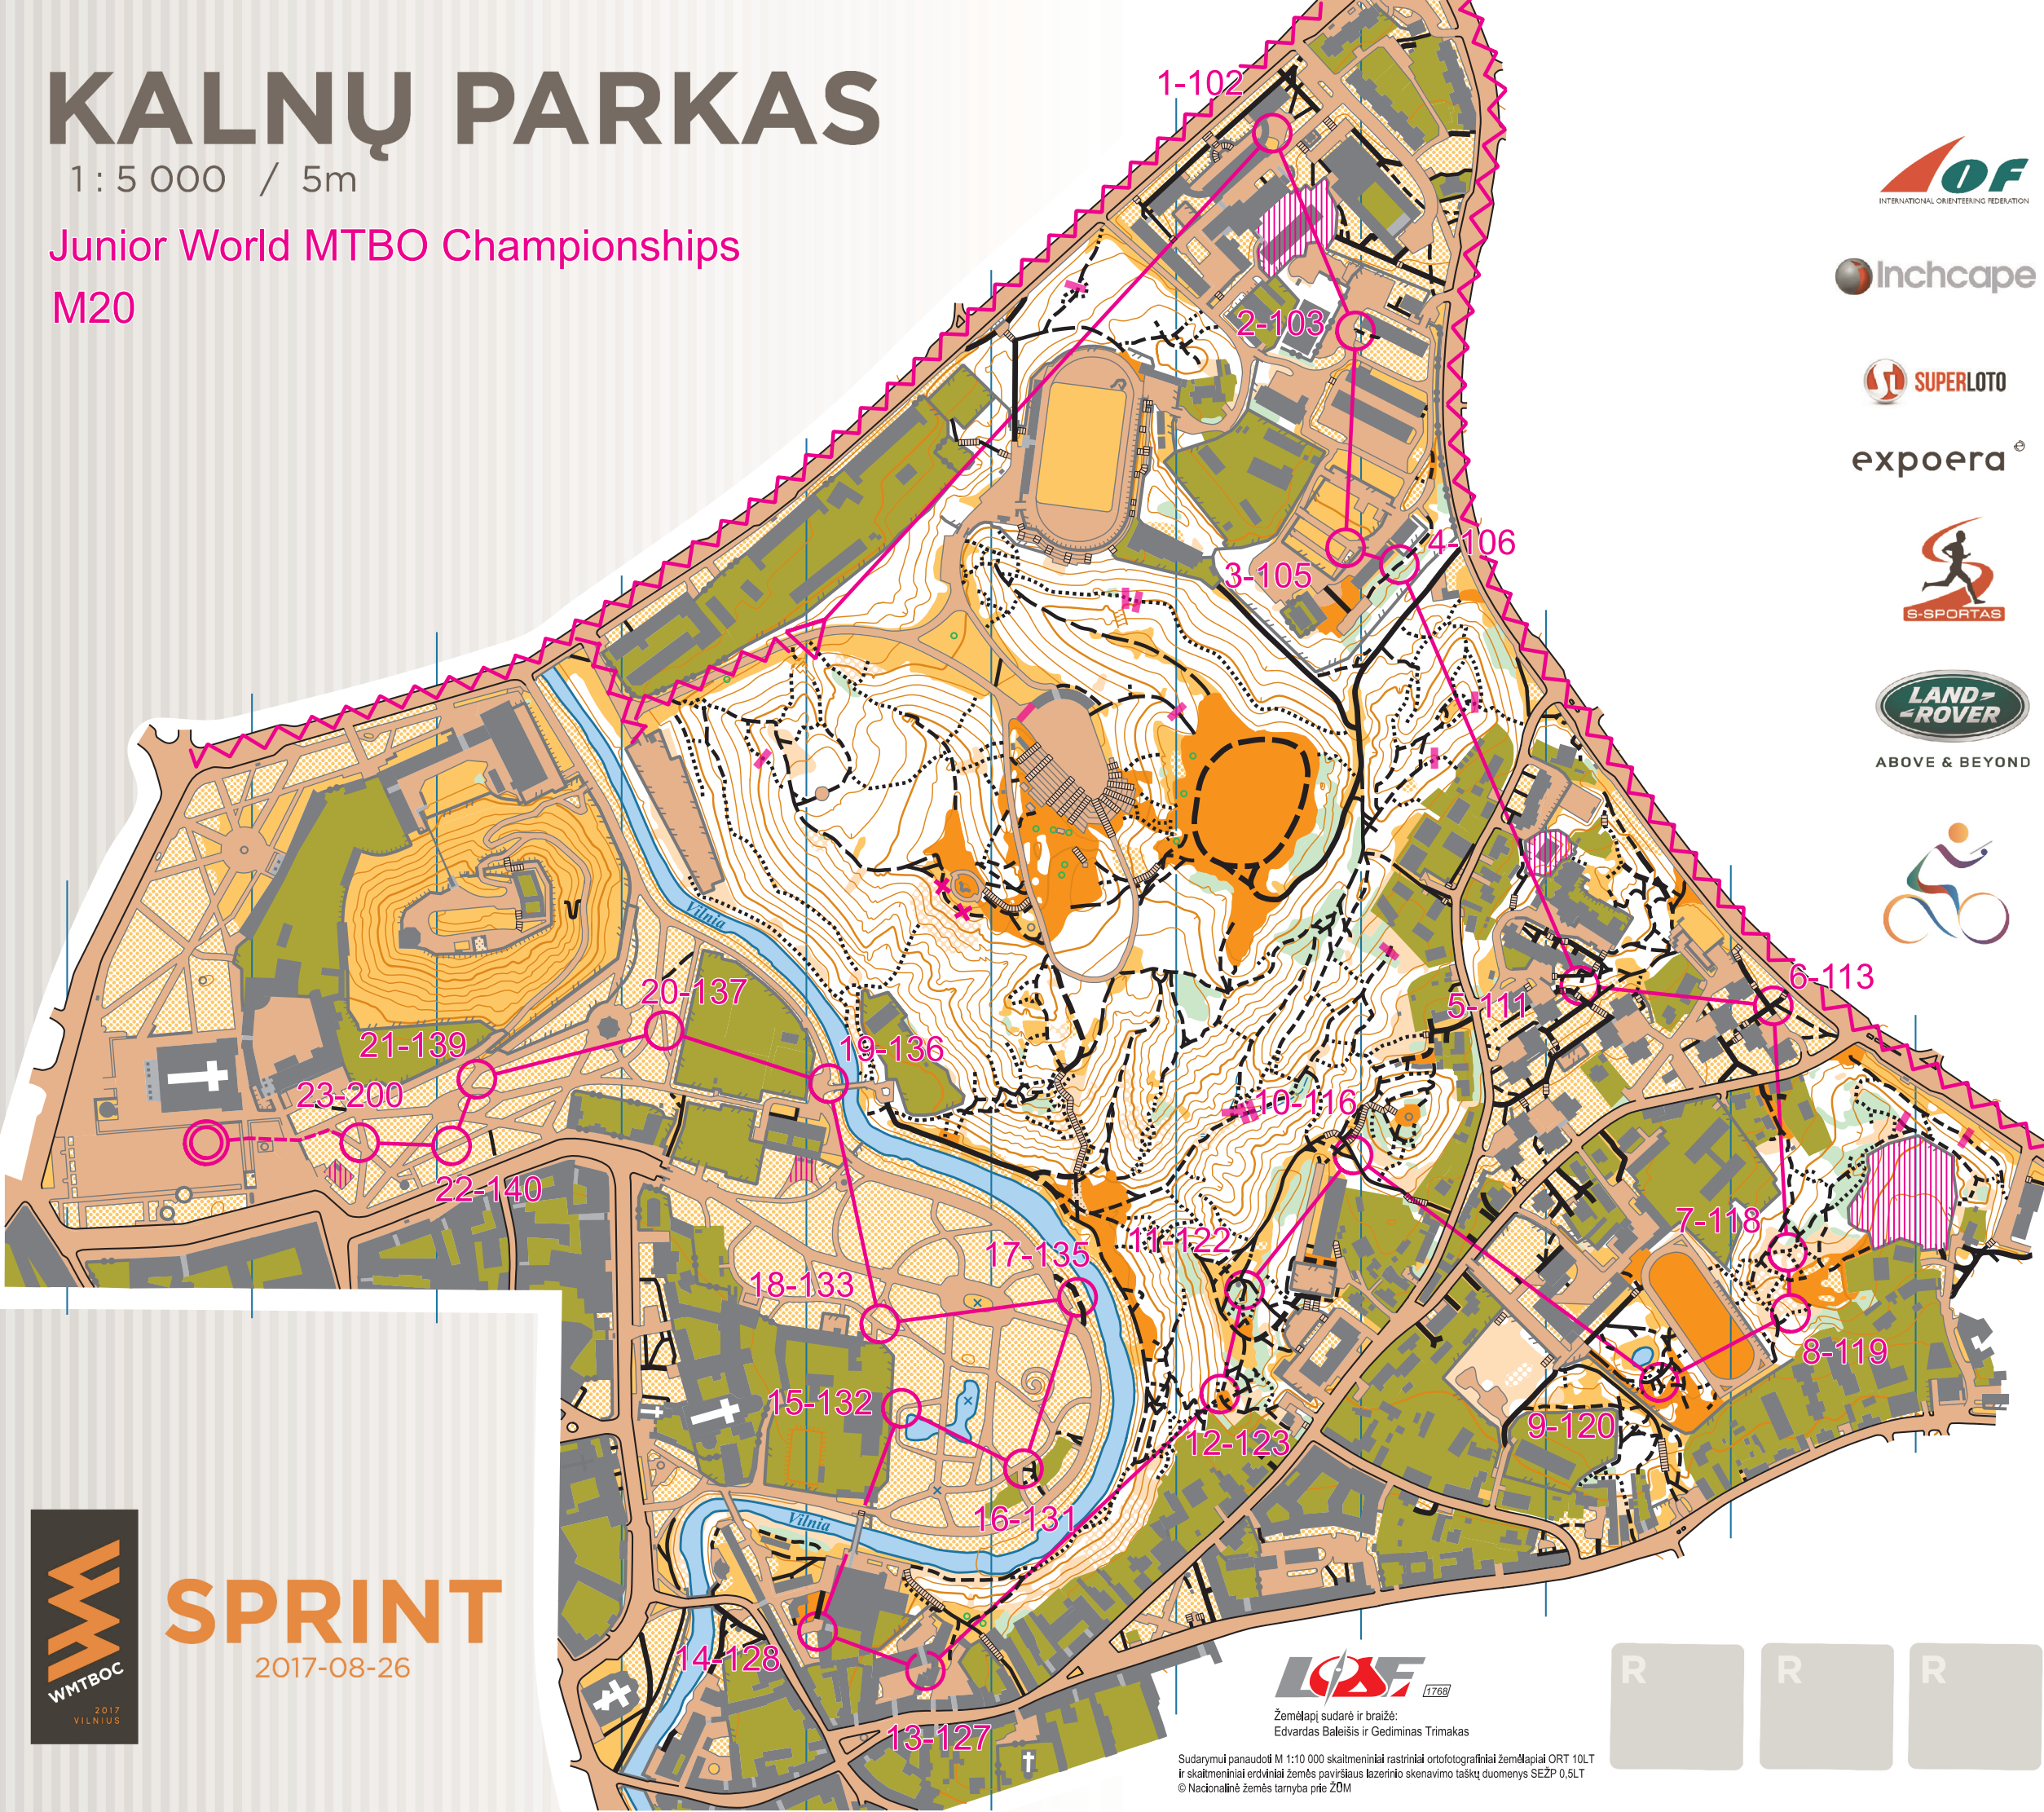 KALNŲ PARKAS
1 : 5 000 / 5m
Junior World MTBO Championships
M20
1-102
2-103
3-105
4-106
5-111
6-113
7-118
8-119
9-120
10-116
11-122
12-123
13-127
14-128
15-132
16-131
17-135
18-133
19-136
20-137
21-139
22-140
23-200
Vilnia
Vilnia
IOF
INTERNATIONAL ORIENTEERING FEDERATION
Inchcape
SUPERLOTO
expoera
S-SPORTAS
LAND-
-ROVER
ABOVE & BEYOND
WMTBOC
2017
VILNIUS
SPRINT
2017-08-26
LOSF
1768
Žemėlapį sudarė ir braižė:
Edvardas Baleišis ir Gediminas Trimakas
Sudarymui panaudoti M 1:10 000 skaitmeniniai rastriniai ortofotografiniai žemėlapiai ORT 10LT
ir skaitmeniniai erdviniai žemės paviršiaus lazerinio skenavimo taškų duomenys SEŽP 0,5LT
© Nacionalinė žemės tarnyba prie ŽŪM
R
R
R